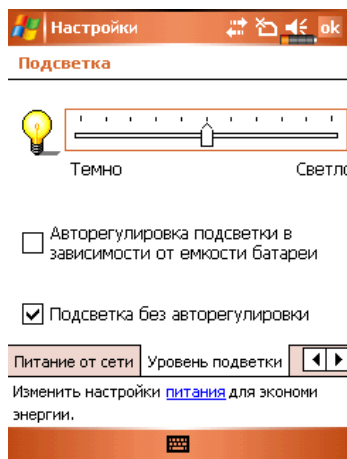 Настройки ok
Подсветка
Темно Светло
Авторегулировка подсветки в
зависимости от емкости батареи
Подсветка без авторегулировки
Питание от сети Уровень подветки
Изменить настройки питания для экономи
энергии.